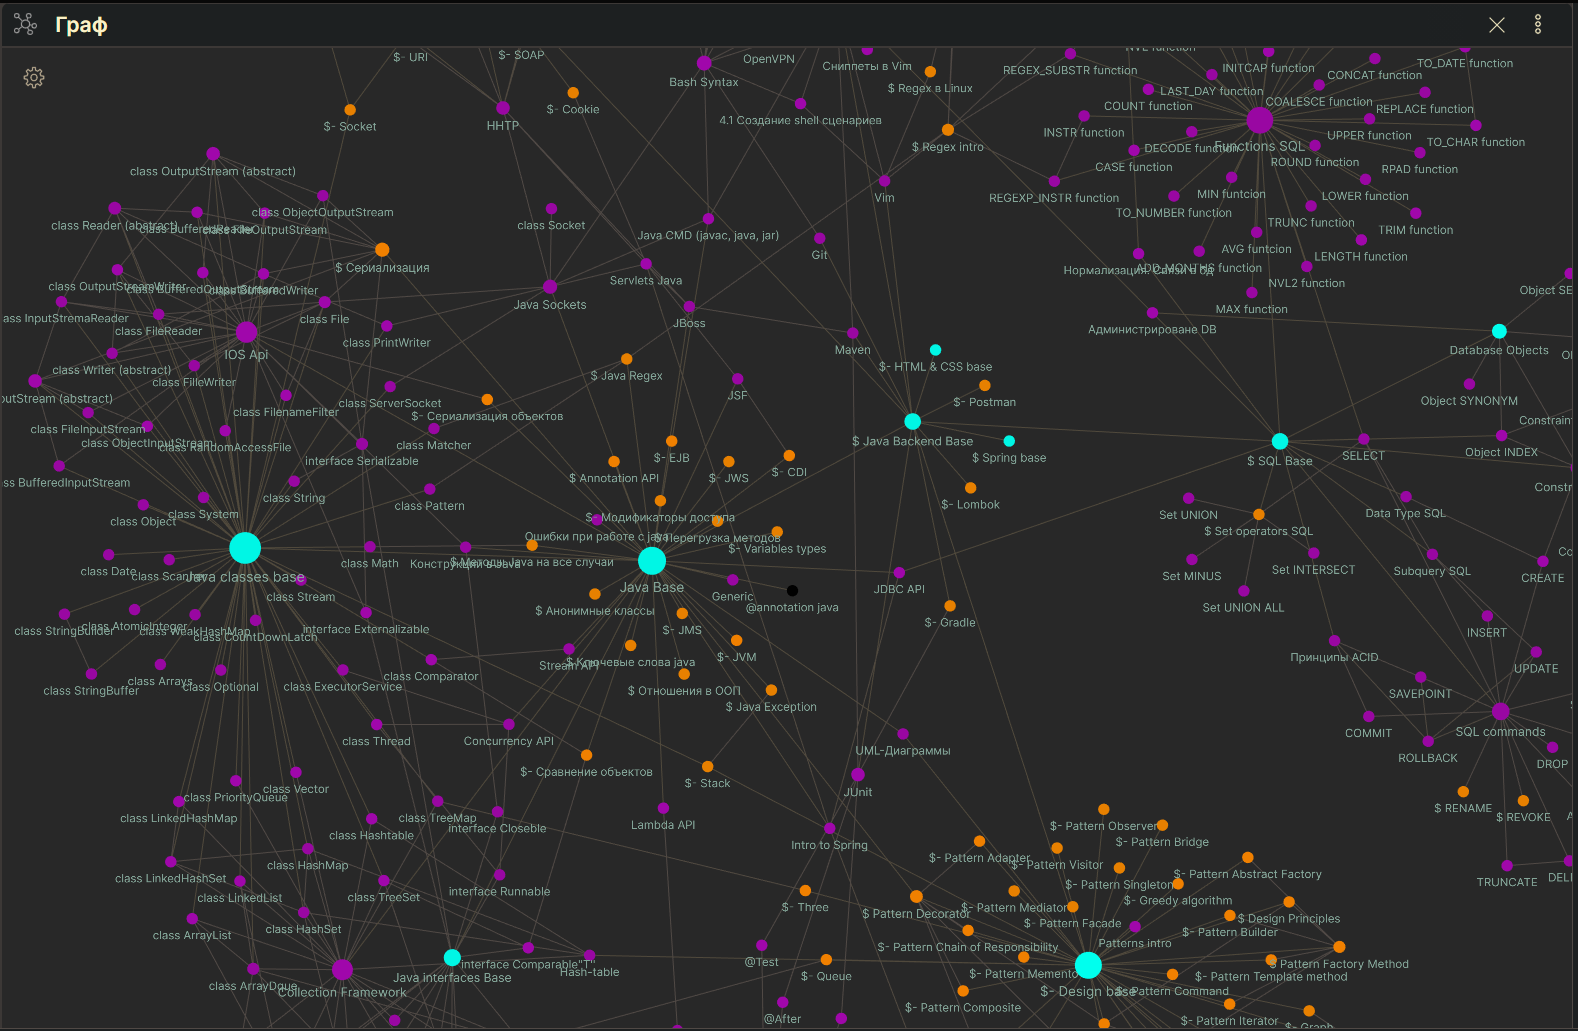 Граф
$- URI
$- SOAP
OpenVPN
Сниппеты в Vim
NVL function
REGEX_SUBSTR function
INITCAP function
CONCAT function
TO_DATE function
Bash Syntax
$ Regex в Linux
LAST_DAY function
COUNT function
COALESCE function
REPLACE function
$- Cookie
$- Socket
HHTP
4.1 Создание shell сценариев
INSTR function
UPPER function
TO_CHAR function
$ Regex intro
DECODE function
Functions SQL
ROUND function
CASE function
RPAD function
class OutputStream (abstract)
REGEXP_INSTR function
MIN funtcion
LOWER function
Vim
TO_NUMBER function
TRUNC function
TRIM function
class ObjectOutputStream
class Reader (abstract)
class BufferedReader
class FileOutputStream
class Socket
Java CMD (javac, java, jar)
Git
AVG funtcion
LENGTH function
$ Сериализация
ADD_MONTHS function
class OutputStreamWriter
class BufferedOutputStream
class BufferedWriter
Servlets Java
NVL2 function
Object SE
Java Sockets
MAX function
ass InputStremaReader
class File
class FileReader
class PrintWriter
JBoss
Администрироване DB
IOS Api
Maven
Database Objects
class Writer (abstract)
class FileWriter
$ Java Regex
$- HTML & CSS base
utStream (abstract)
class FilenameFilter
class ServerSocket
JSF
$- Postman
Object SYNONYM
$- Сериализация объектов
class FileInputStream
class ObjectInputStream
class RandomAccessFile
class Matcher
$ Java Backend Base
Constrain
interface Serializable
$- EJB
$ Spring base
$ SQL Base
SELECT
Object INDEX
ss BufferedInputStream
class String
$ Annotation API
$- JWS
$- CDI
Constr
class Object
class System
class Pattern
$- Lombok
Set UNION
Data Type SQL
$- Модификаторы доступа
$ Set operators SQL
Ошибки при работе с java
$ Перегрузка методов
$- Variables types
class Date
class Scanner
Java classes base
class Math
$ Методы Java на все случаи
Set MINUS
Set INTERSECT
Subquery SQL
CREATE
class Stream
Java Base
Generic
JDBC API
@annotation java
Set UNION ALL
class StringBuilder
class AtomicInteger
class WeakHashMap
class CountDownLatch
interface Externalizable
$ Анонимные классы
$- JMS
$- Gradle
INSERT
Stream API
$ Ключевые слова java
$- JVM
Принципы ACID
UPDATE
class StringBuffer
class Arrays
class Optional
class ExecutorService
class Comparator
$ Отношения в ООП
$ Java Exception
SAVEPOINT
class Thread
Concurrency API
UML-Диаграммы
COMMIT
SQL commands
ROLLBACK
DROP
$- Сравнение объектов
$- Stack
JUnit
class PriorityQueue
class Vector
$ RENAME
$ REVOKE
class LinkedHashMap
class TreeMap
interface Closeble
class Hashtable
Lambda API
$- Pattern Observer
$- Pattern Bridge
Intro to Spring
class HashMap
$- Pattern Adapter
$- Pattern Visitor
class LinkedHashSet
class LinkedList
class TreeSet
interface Runnable
$- Pattern Singleton
$- Pattern Abstract Factory
TRUNCATE
DELI
$- Three
$ Pattern Decorator
$- Pattern Mediator
$- Greedy algorithm
class ArrayList
class HashSet
$- Pattern Facade
$ Design Principles
$- Pattern Builder
$- Pattern Chain of Responsibility
Patterns intro
@Test
interface Comparable"T"
Hash-table
Java interfaces Base
$- Queue
$- Pattern Memento
$ Pattern Factory Method
$- Pattern Template method
class ArrayDque
Collection Framework
$- Design base
$- Pattern Command
$- Pattern Composite
@After
$- Pattern Iterator
$- Graph